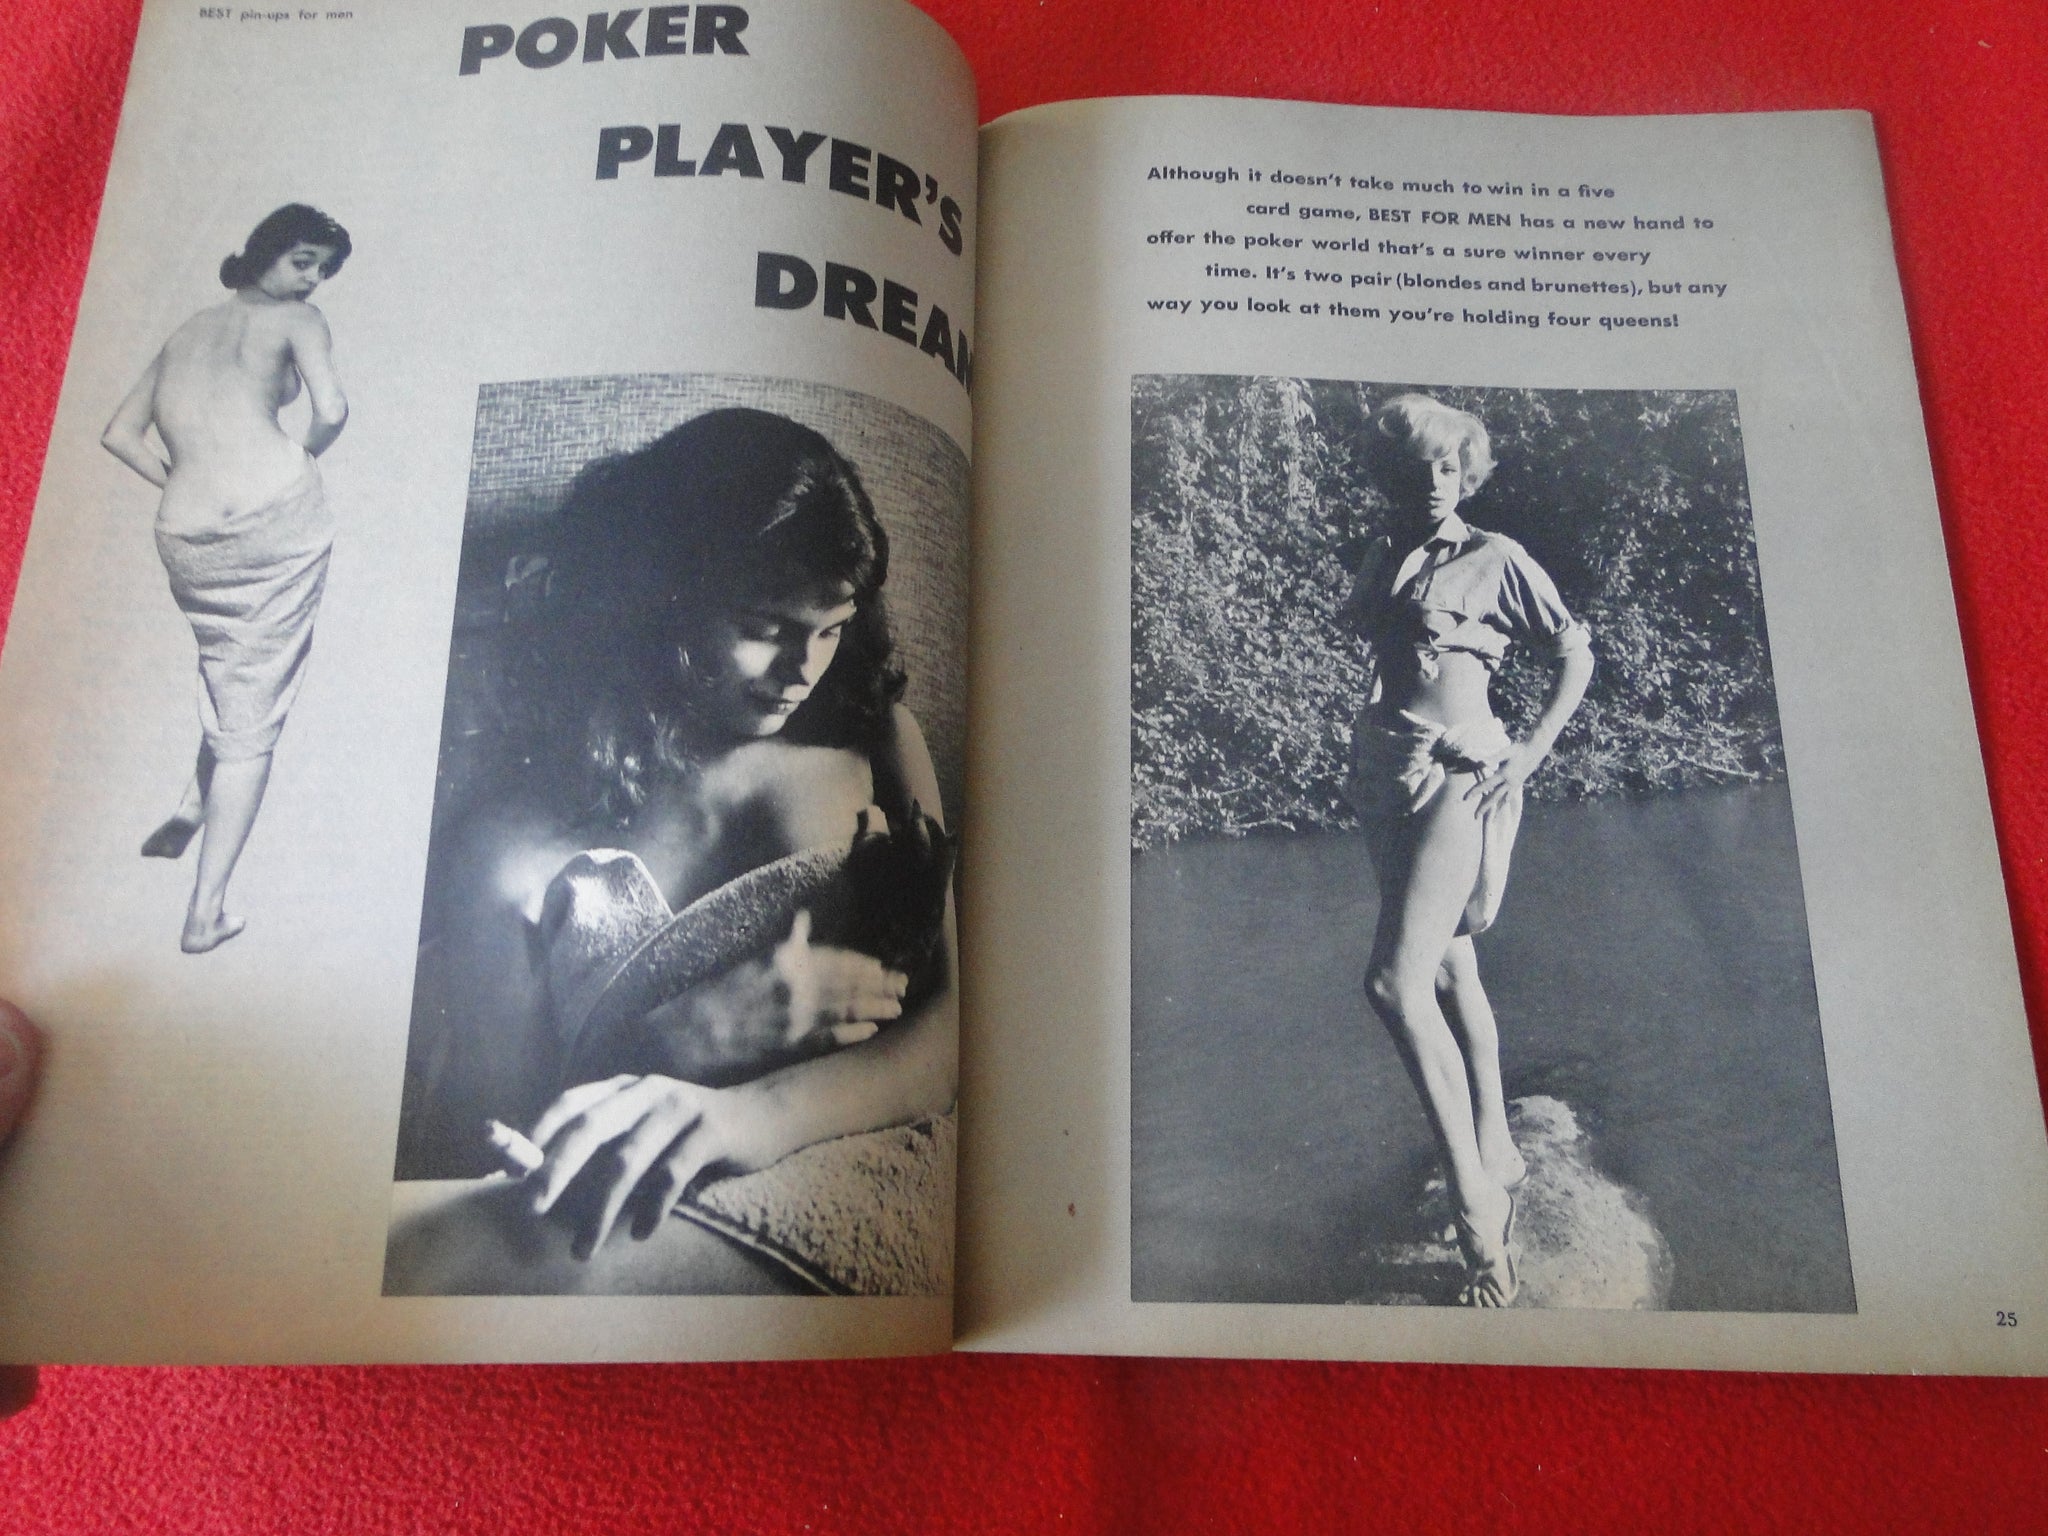 BEST pin-ups for men
POKER
PLAYER'S
DREAM
Although it doesn't take much to win in a five
card game, BEST FOR MEN has a new hand to
offer the poker world that's a sure winner every
time. It's two pair (blondes and brunettes), but any
way you look at them you're holding four queens!
25